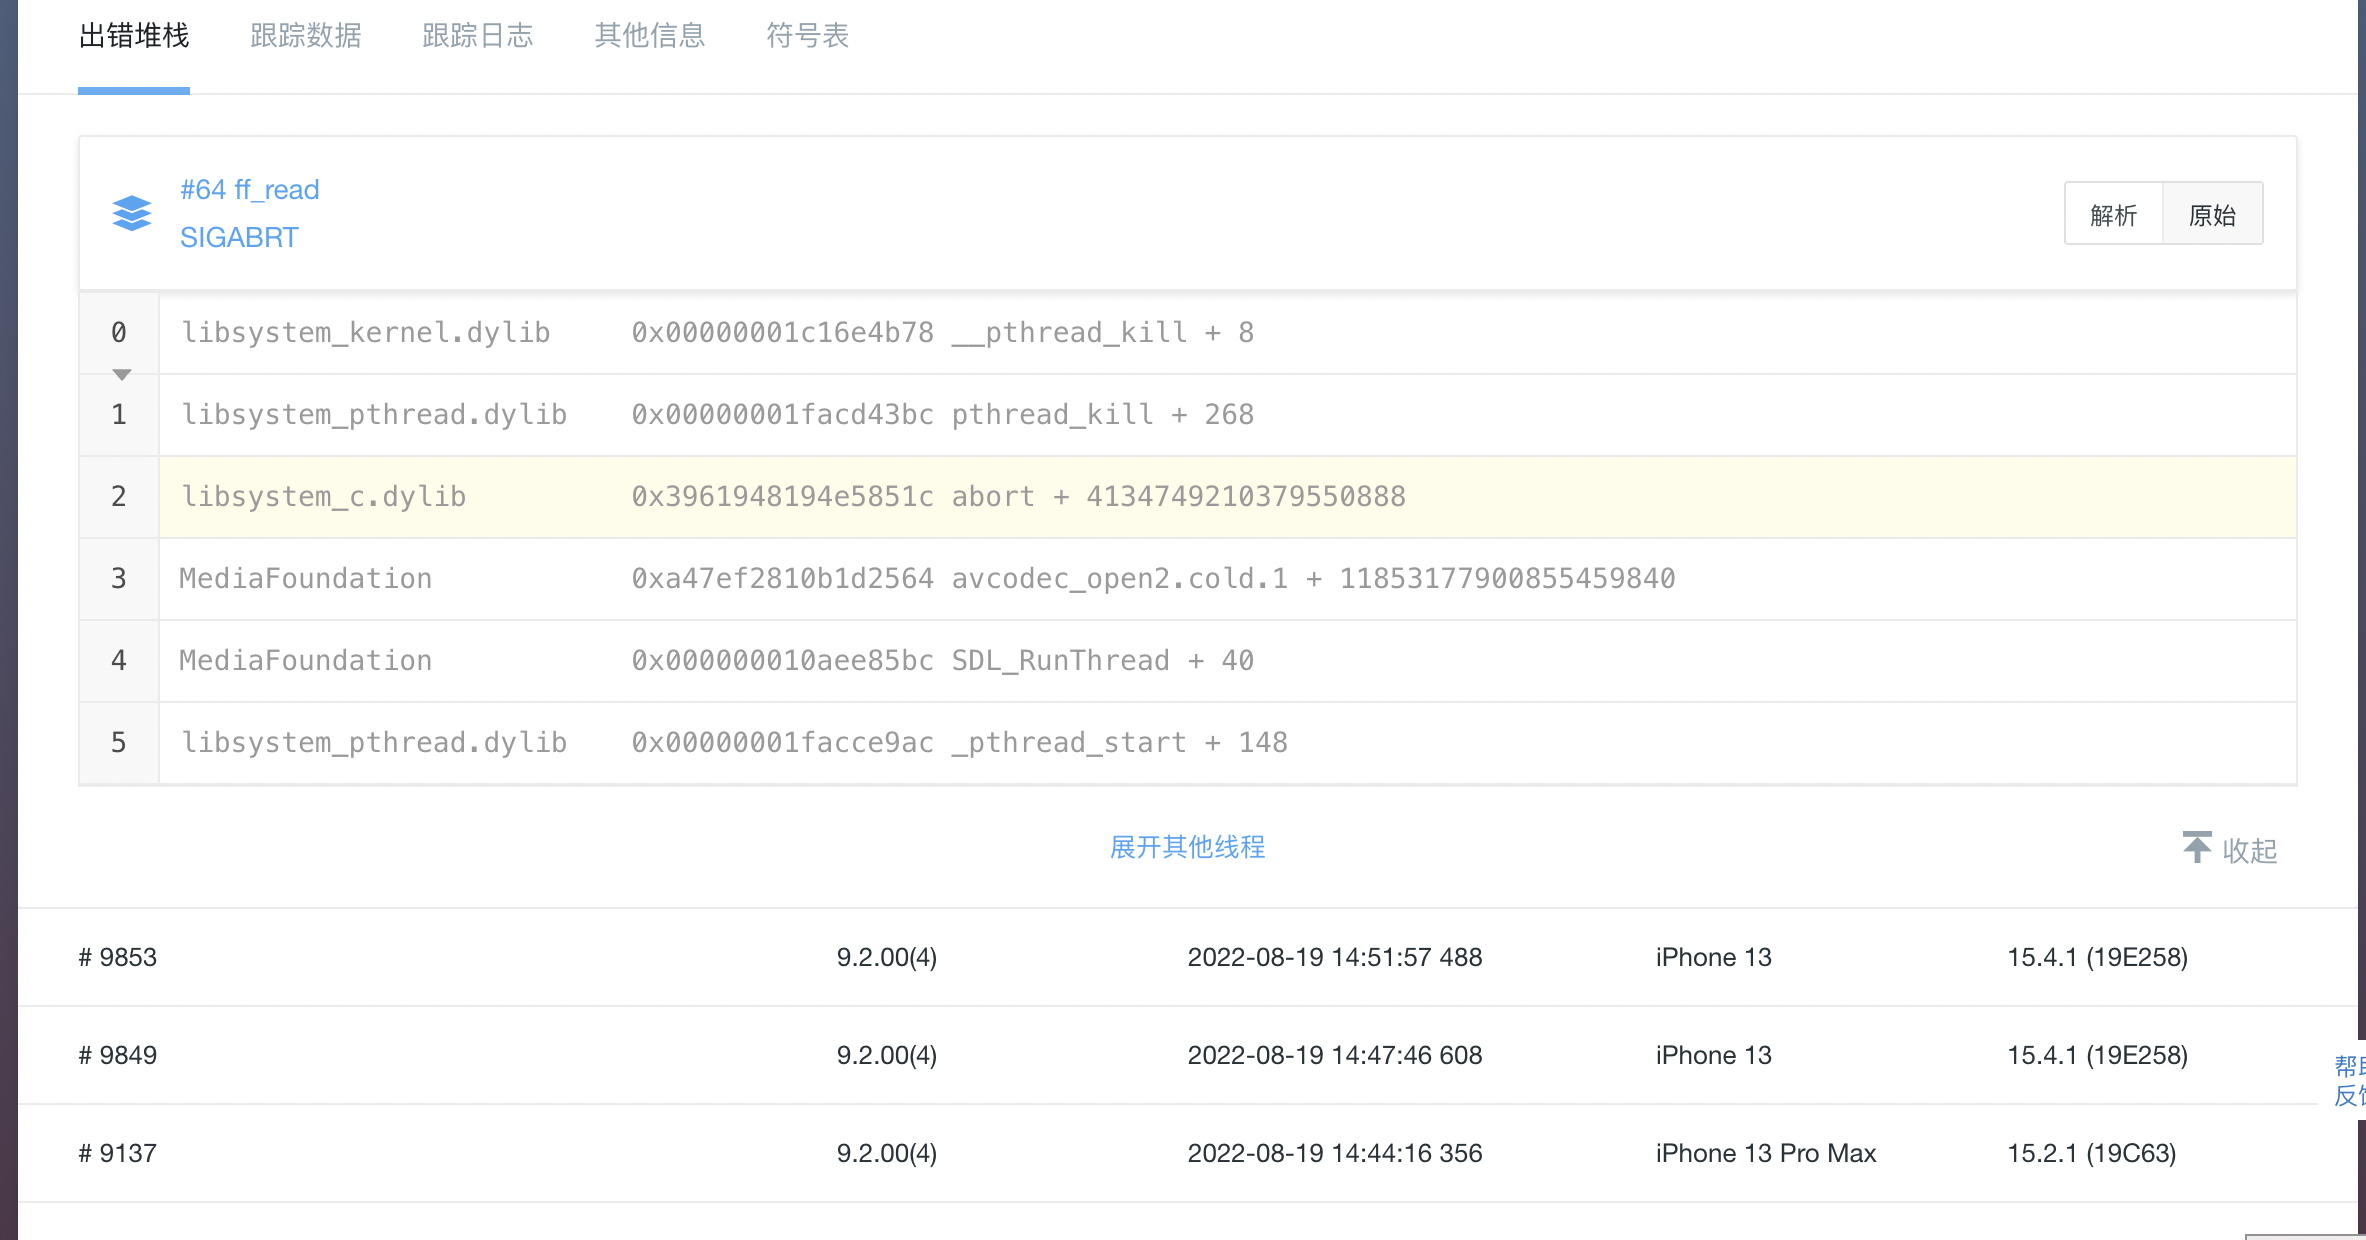 出错堆栈 跟踪数据 跟踪日志 其他信息 符号表
#64 ff_read
SIGABRT
解析 原始
0 libsystem_kernel.dylib 0x00000001c16e4b78 __pthread_kill + 8
1 libsystem_pthread.dylib 0x00000001facd43bc pthread_kill + 268
2 libsystem_c.dylib 0x3961948194e5851c abort + 4134749210379550888
3 MediaFoundation 0xa47ef2810b1d2564 avcodec_open2.cold.1 + 11853177900855459840
4 MediaFoundation 0x000000010aee85bc SDL_RunThread + 40
5 libsystem_pthread.dylib 0x00000001facce9ac _pthread_start + 148
展开其他线程
收起
# 9853 9.2.00(4) 2022-08-19 14:51:57 488 iPhone 13 15.4.1 (19E258)
# 9849 9.2.00(4) 2022-08-19 14:47:46 608 iPhone 13 15.4.1 (19E258)
帮
反
# 9137 9.2.00(4) 2022-08-19 14:44:16 356 iPhone 13 Pro Max 15.2.1 (19C63)